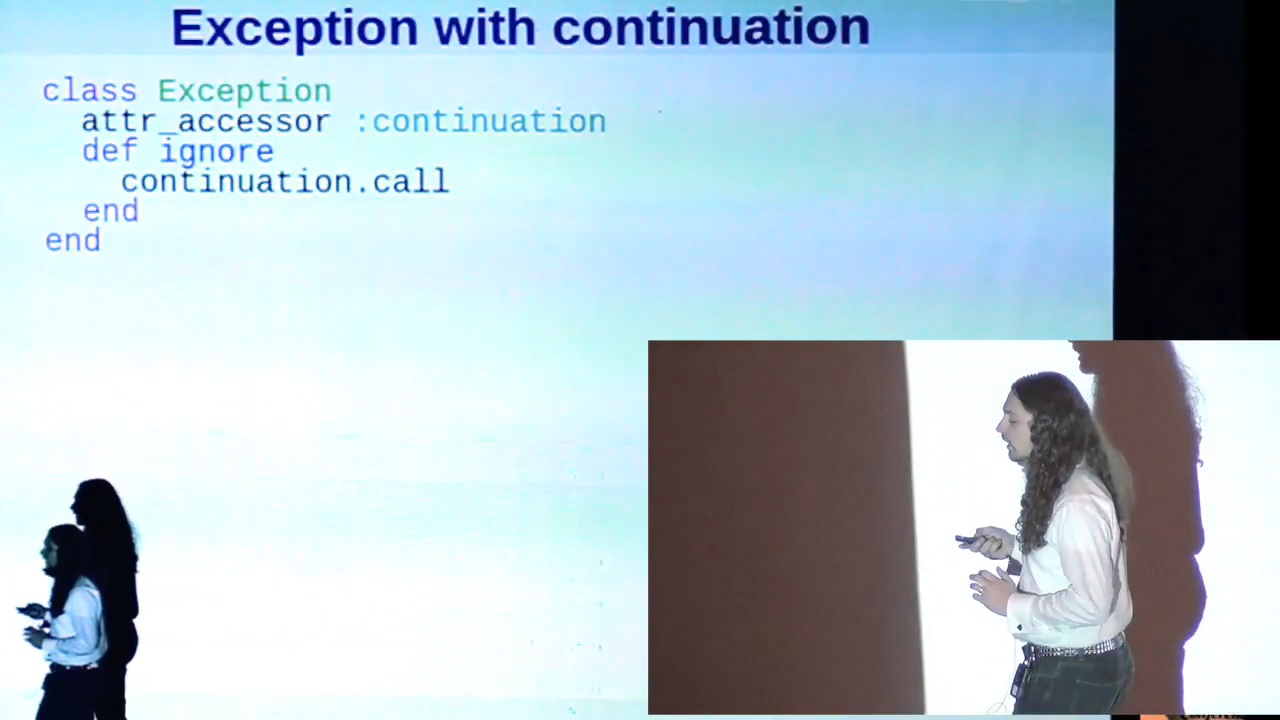 Exception with continuation
class Exception
attr_accessor :continuation
def ignore
continuation.call
end
end